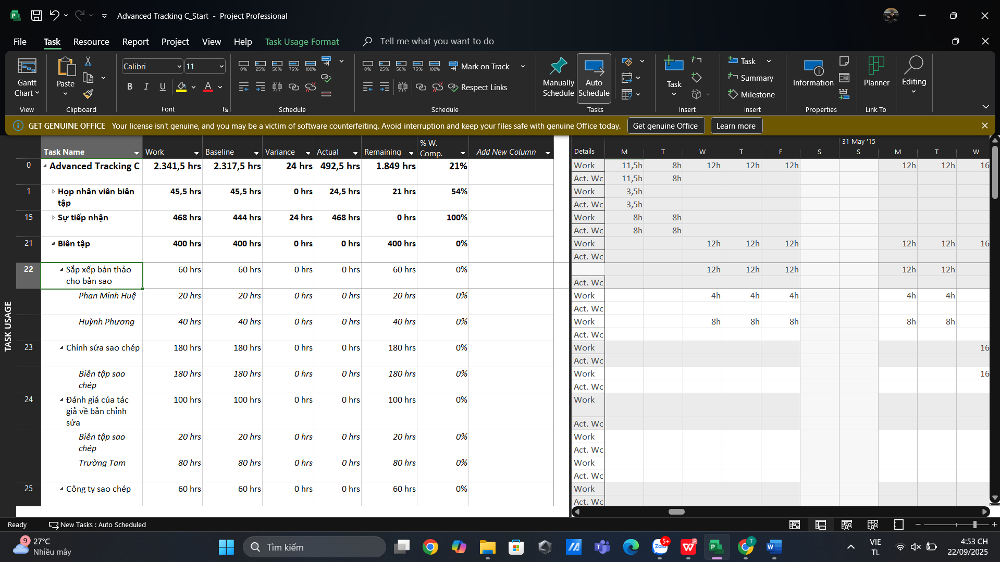 Advanced Tracking C_Start - Project Professional
File Task Resource Report Project View Help Task Usage Format Tell me what you want to do
Gantt Chart
Paste
Calibri 11
B I U A
0% 25% 50% 75% 100%
0% 25% 50% 75% 100% Mark on Track
Respect Links
Manually Schedule
Auto Schedule
Task
Task
Summary
Milestone
Information
Planner
Editing
View Clipboard Font Schedule Schedule Tasks Insert Insert Properties Link To
GET GENUINE OFFICE Your license isn't genuine, and you may be a victim of software counterfeiting. Avoid interruption and keep your files safe with genuine Office today. Get genuine Office Learn more
TASK USAGE
Task Name Work Baseline Variance Actual Remaining % W. Comp. Add New Column
0 Advanced Tracking C 2.341,5 hrs 2.317,5 hrs 24 hrs 492,5 hrs 1.849 hrs 21%
1 Họp nhân viên biên tập 45,5 hrs 45,5 hrs 0 hrs 24,5 hrs 21 hrs 54%
15 Sự tiếp nhận 468 hrs 444 hrs 24 hrs 468 hrs 0 hrs 100%
21 Biên tập 400 hrs 400 hrs 0 hrs 0 hrs 400 hrs 0%
22 Sắp xếp bản thảo cho bản sao 60 hrs 60 hrs 0 hrs 0 hrs 60 hrs 0%
Phan Minh Huệ 20 hrs 20 hrs 0 hrs 0 hrs 20 hrs 0%
Huỳnh Phương 40 hrs 40 hrs 0 hrs 0 hrs 40 hrs 0%
23 Chỉnh sửa sao chép 180 hrs 180 hrs 0 hrs 0 hrs 180 hrs 0%
Biên tập sao chép 180 hrs 180 hrs 0 hrs 0 hrs 180 hrs 0%
24 Đánh giá của tác giả về bản chỉnh sửa 100 hrs 100 hrs 0 hrs 0 hrs 100 hrs 0%
Biên tập sao chép 20 hrs 20 hrs 0 hrs 0 hrs 20 hrs 0%
Trường Tam 80 hrs 80 hrs 0 hrs 0 hrs 80 hrs 0%
25 Công ty sao chép 60 hrs 60 hrs 0 hrs 0 hrs 60 hrs 0%
31 May '15
Details M T W T F S S M T W
Work 11,5h 8h 12h 12h 12h 12h 12h 16
Act. Wc 11,5h 8h
Work 3,5h
Act. Wc 3,5h
Work 8h 8h
Act. Wc 8h 8h
Work 12h 12h 12h 12h 12h 16
Act. Wc
12h 12h 12h 12h 12h
Act. Wc
Work 4h 4h 4h 4h 4h
Act. Wc
Work 8h 8h 8h 8h 8h
Act. Wc
Work 16
Act. Wc
Work 16
Act. Wc
Work
Act. Wc
Work
Act. Wc
Work
Act. Wc
Work
Act. Wc
Ready New Tasks : Auto Scheduled
9 27°C
Nhiều mây
Tìm kiếm
Zalo 5+
T
VIE
TL
4:53 CH
22/09/2025